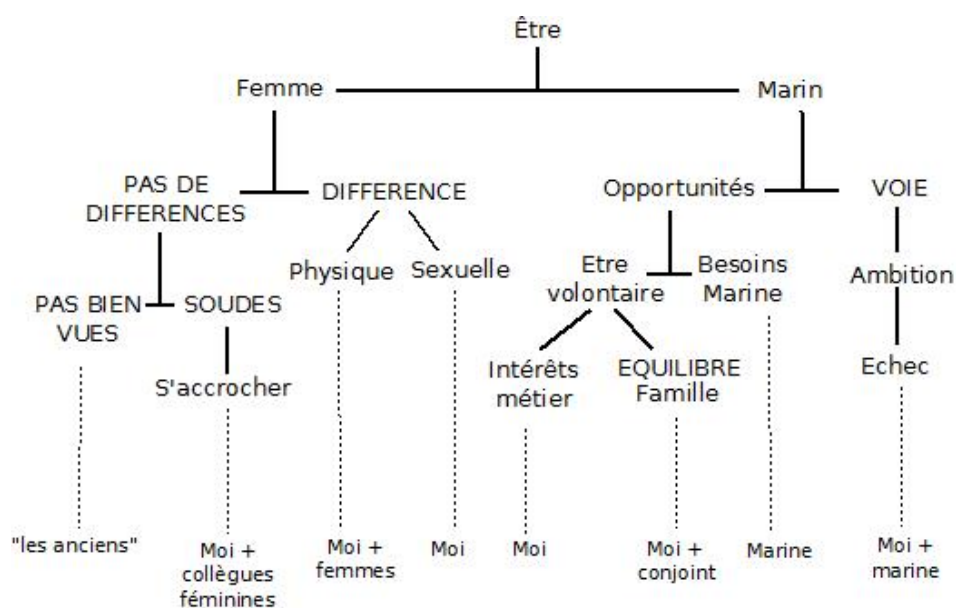 Être
Femme
Marin
PAS DE
DIFFERENCES
DIFFERENCE
Opportunités
VOIE
Physique
Sexuelle
Etre
volontaire
Besoins
Marine
Ambition
PAS BIEN
VUES
SOUDES
S'accrocher
Intérêts
métier
EQUILIBRE
Famille
Echec
"les anciens"
Moi +
collègues
féminines
Moi +
femmes
Moi
Moi
Moi +
conjoint
Marine
Moi +
marine